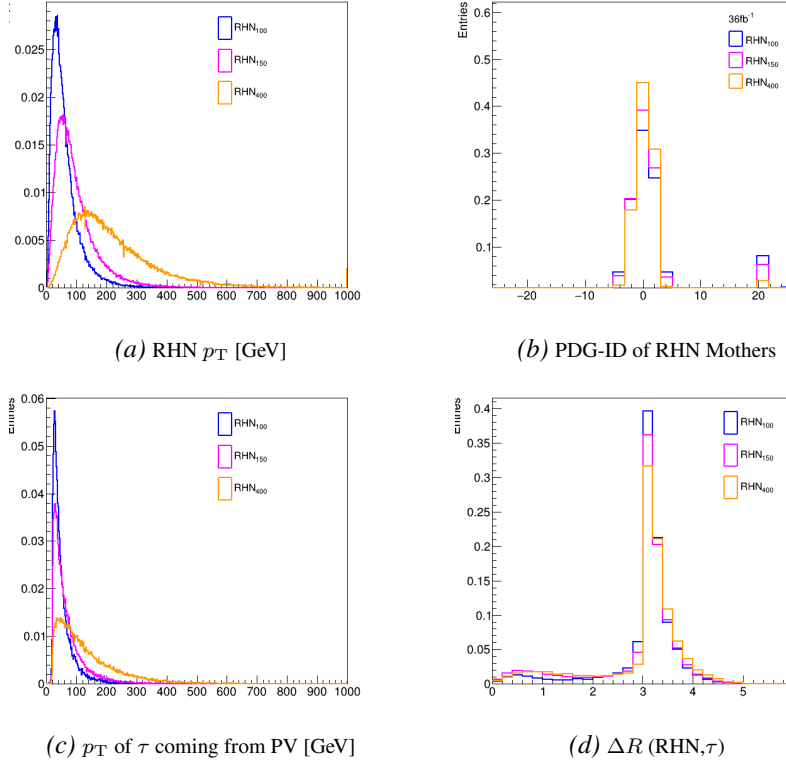 0.025
0.02
0.015
0.01
0.005
0
0 100 200 300 400 500 600 700 800 900 1000
RHN₁₀₀
RHN₁₅₀
RHN₄₀₀
(a) RHN pT [GeV]
Entries
0.6
0.5
0.4
0.3
0.2
0.1
−20 −10 0 10 20
36fb⁻¹
RHN₁₀₀
RHN₁₅₀
RHN₄₀₀
(b) PDG-ID of RHN Mothers
Entries
0.06
0.05
0.04
0.03
0.02
0.01
0
0 100 200 300 400 500 600 700 800 900 1000
RHN₁₀₀
RHN₁₅₀
RHN₄₀₀
(c) pT of τ coming from PV [GeV]
Entries
0.4
0.35
0.3
0.25
0.2
0.15
0.1
0.05
0
0 1 2 3 4 5
RHN₁₀₀
RHN₁₅₀
RHN₄₀₀
(d) ΔR (RHN,τ)